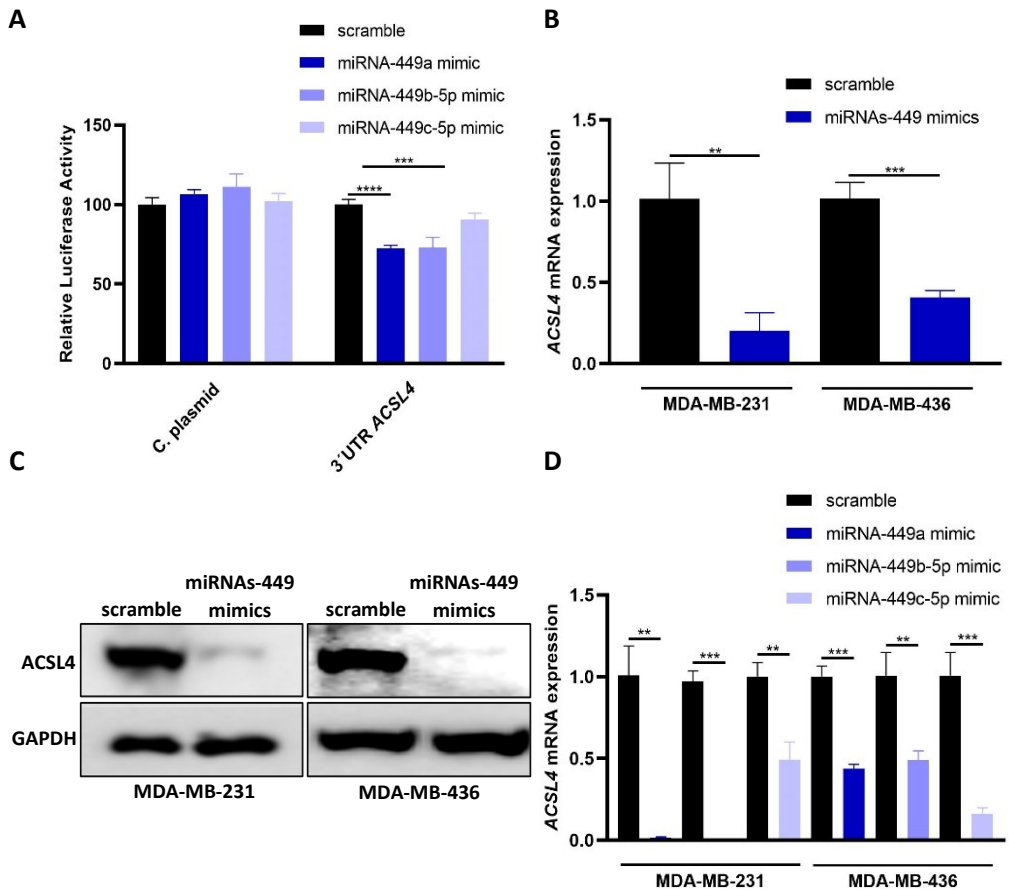 A
scramble
miRNA-449a mimic
miRNA-449b-5p mimic
miRNA-449c-5p mimic
Relative Luciferase Activity
150
100
50
0
****
***
C. plasmid
3´UTR ACSL4
B
scramble
miRNAs-449 mimics
ACSL4 mRNA expression
1.5
1.0
0.5
0.0
**
***
MDA-MB-231
MDA-MB-436
C
scramble
miRNAs-449
mimics
scramble
miRNAs-449
mimics
ACSL4
GAPDH
MDA-MB-231
MDA-MB-436
D
scramble
miRNA-449a mimic
miRNA-449b-5p mimic
miRNA-449c-5p mimic
ACSL4 mRNA expression
1.5
1.0
0.5
0.0
**
***
**
***
**
***
MDA-MB-231
MDA-MB-436